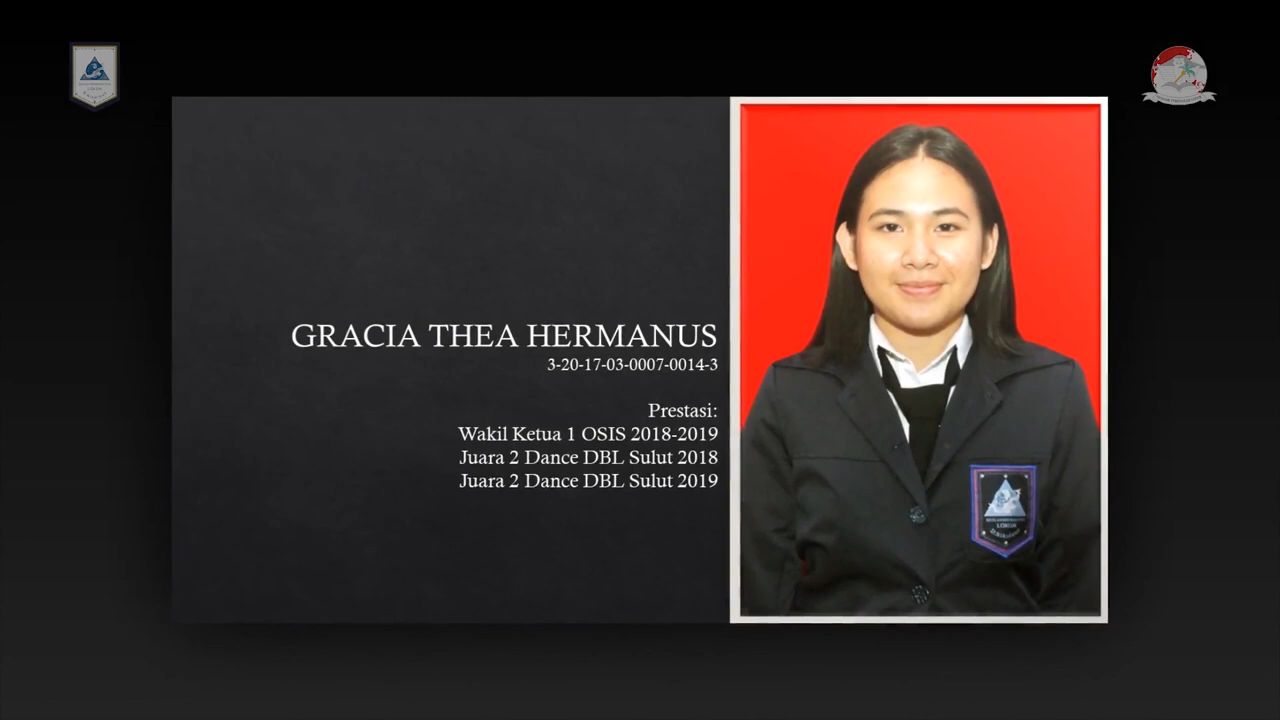 GRACIA THEA HERMANUS
3-20-17-03-0007-0014-3
Prestasi:
Wakil Ketua 1 OSIS 2018-2019
Juara 2 Dance DBL Sulut 2018
Juara 2 Dance DBL Sulut 2019
LOKON